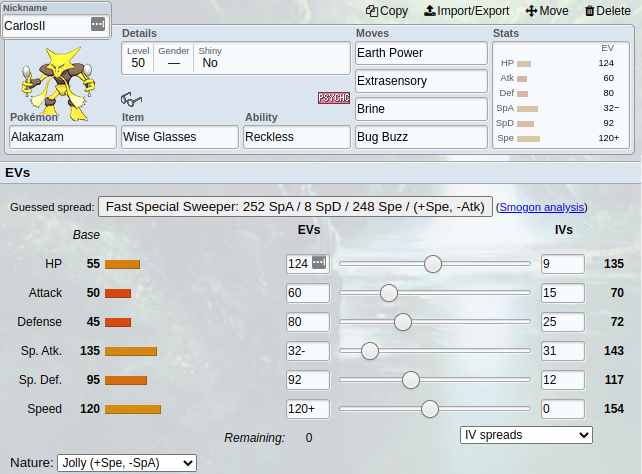 Nickname
CarlosII
Copy Import/Export Move Delete
Details
Level Gender Shiny
50 — No
PSYCHC
Pokémon
Alakazam
Item
Wise Glasses
Ability
Reckless
Moves
Earth Power
Extrasensory
Brine
Bug Buzz
Stats
EV
HP 124
Atk 60
Def 80
SpA 32−
SpD 92
Spe 120+
EVs
Guessed spread: Fast Special Sweeper: 252 SpA / 8 SpD / 248 Spe / (+Spe, -Atk) (Smogon analysis)
Base EVs IVs
HP 55 124 9 135
Attack 50 60 15 70
Defense 45 80 25 72
Sp. Atk. 135 32- 31 143
Sp. Def. 95 92 12 117
Speed 120 120+ 0 154
Remaining: 0 IV spreads
Nature: Jolly (+Spe, -SpA)